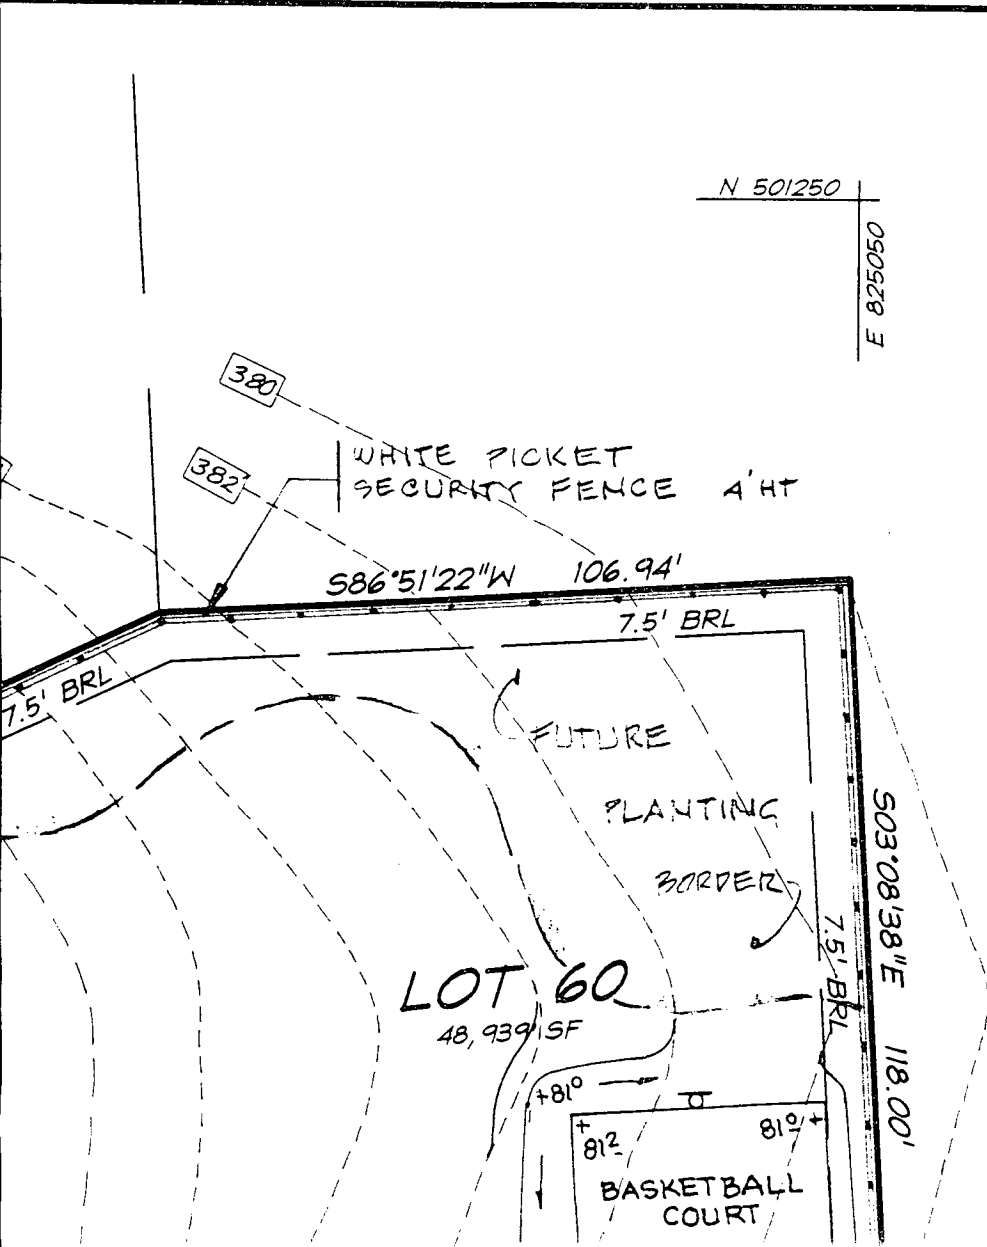 N 501250
E 825050
380
382
WHITE PICKET
SECURITY FENCE 4'HT
S86°51'22"W 106.94'
7.5' BRL
7.5' BRL
FUTURE
PLANTING
BORDER
S03°08'38"E 118.00'
7.5' BRL
LOT 60
48,939 SF
+81⁰
+
81²
81⁰ +
BASKETBALL
COURT